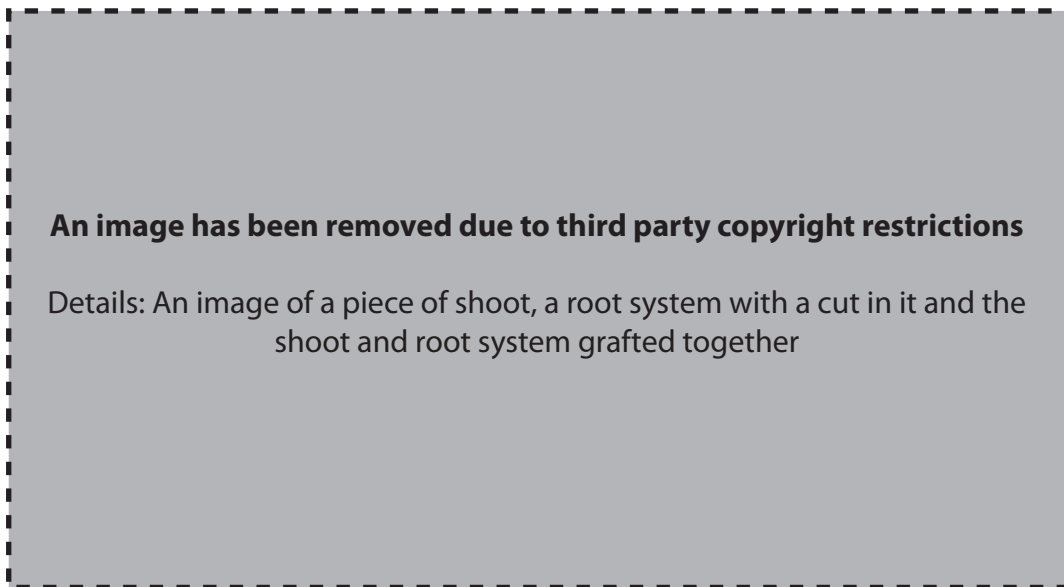 An image has been removed due to third party copyright restrictions
Details: An image of a piece of shoot, a root system with a cut in it and the
shoot and root system grafted together